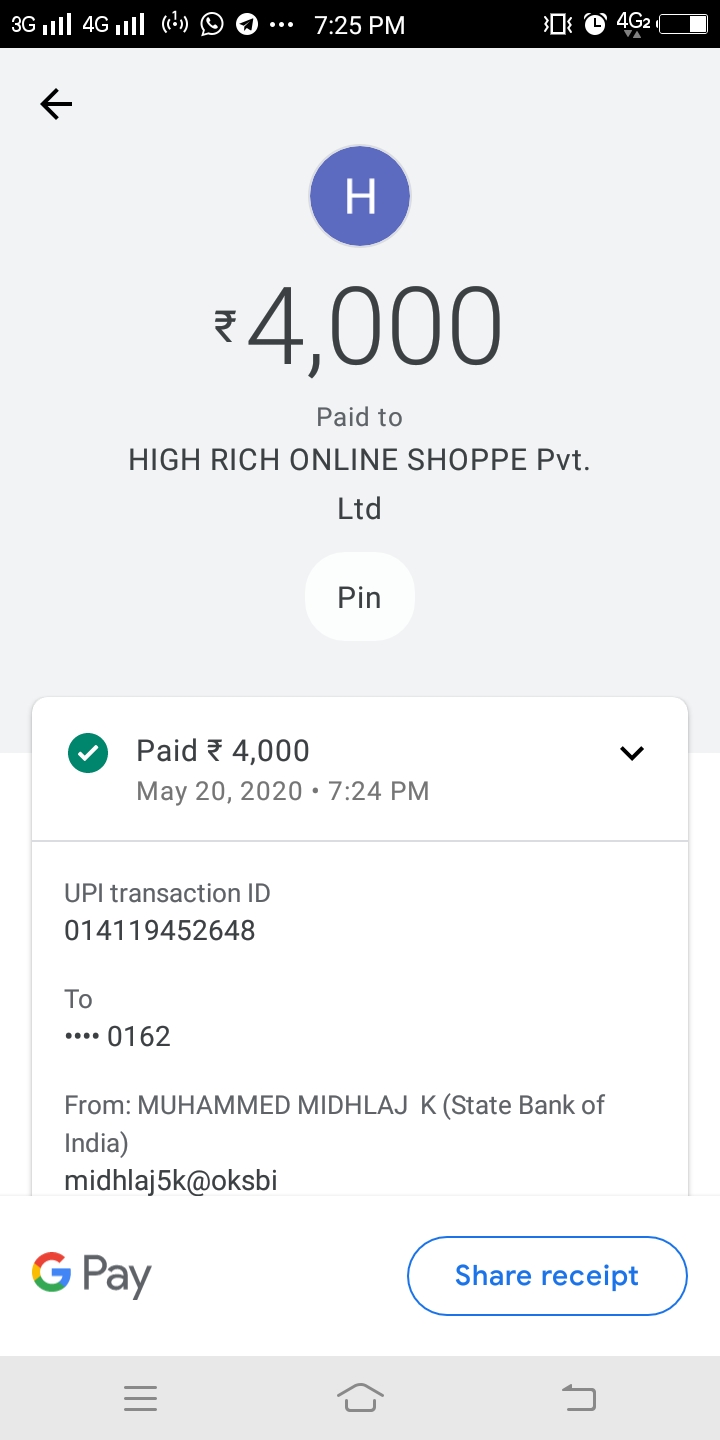 3G 4G 7:25 PM 4G2
H
₹4,000
Paid to
HIGH RICH ONLINE SHOPPE Pvt.
Ltd
Pin
Paid ₹ 4,000
May 20, 2020 • 7:24 PM
UPI transaction ID
014119452648
To
•••• 0162
From: MUHAMMED MIDHLAJ K (State Bank of
India)
midhlaj5k@oksbi
G Pay
Share receipt